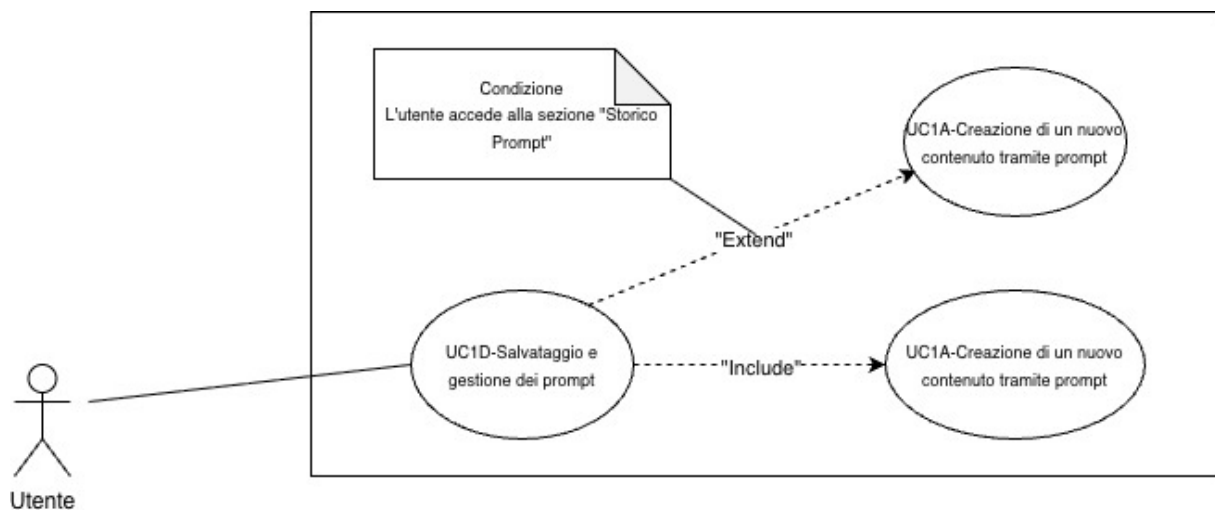 Condizione
L'utente accede alla sezione "Storico
Prompt"
UC1A-Creazione di un nuovo
contenuto tramite prompt
"Extend"
UC1D-Salvataggio e
gestione dei prompt
"Include"
UC1A-Creazione di un nuovo
contenuto tramite prompt
Utente